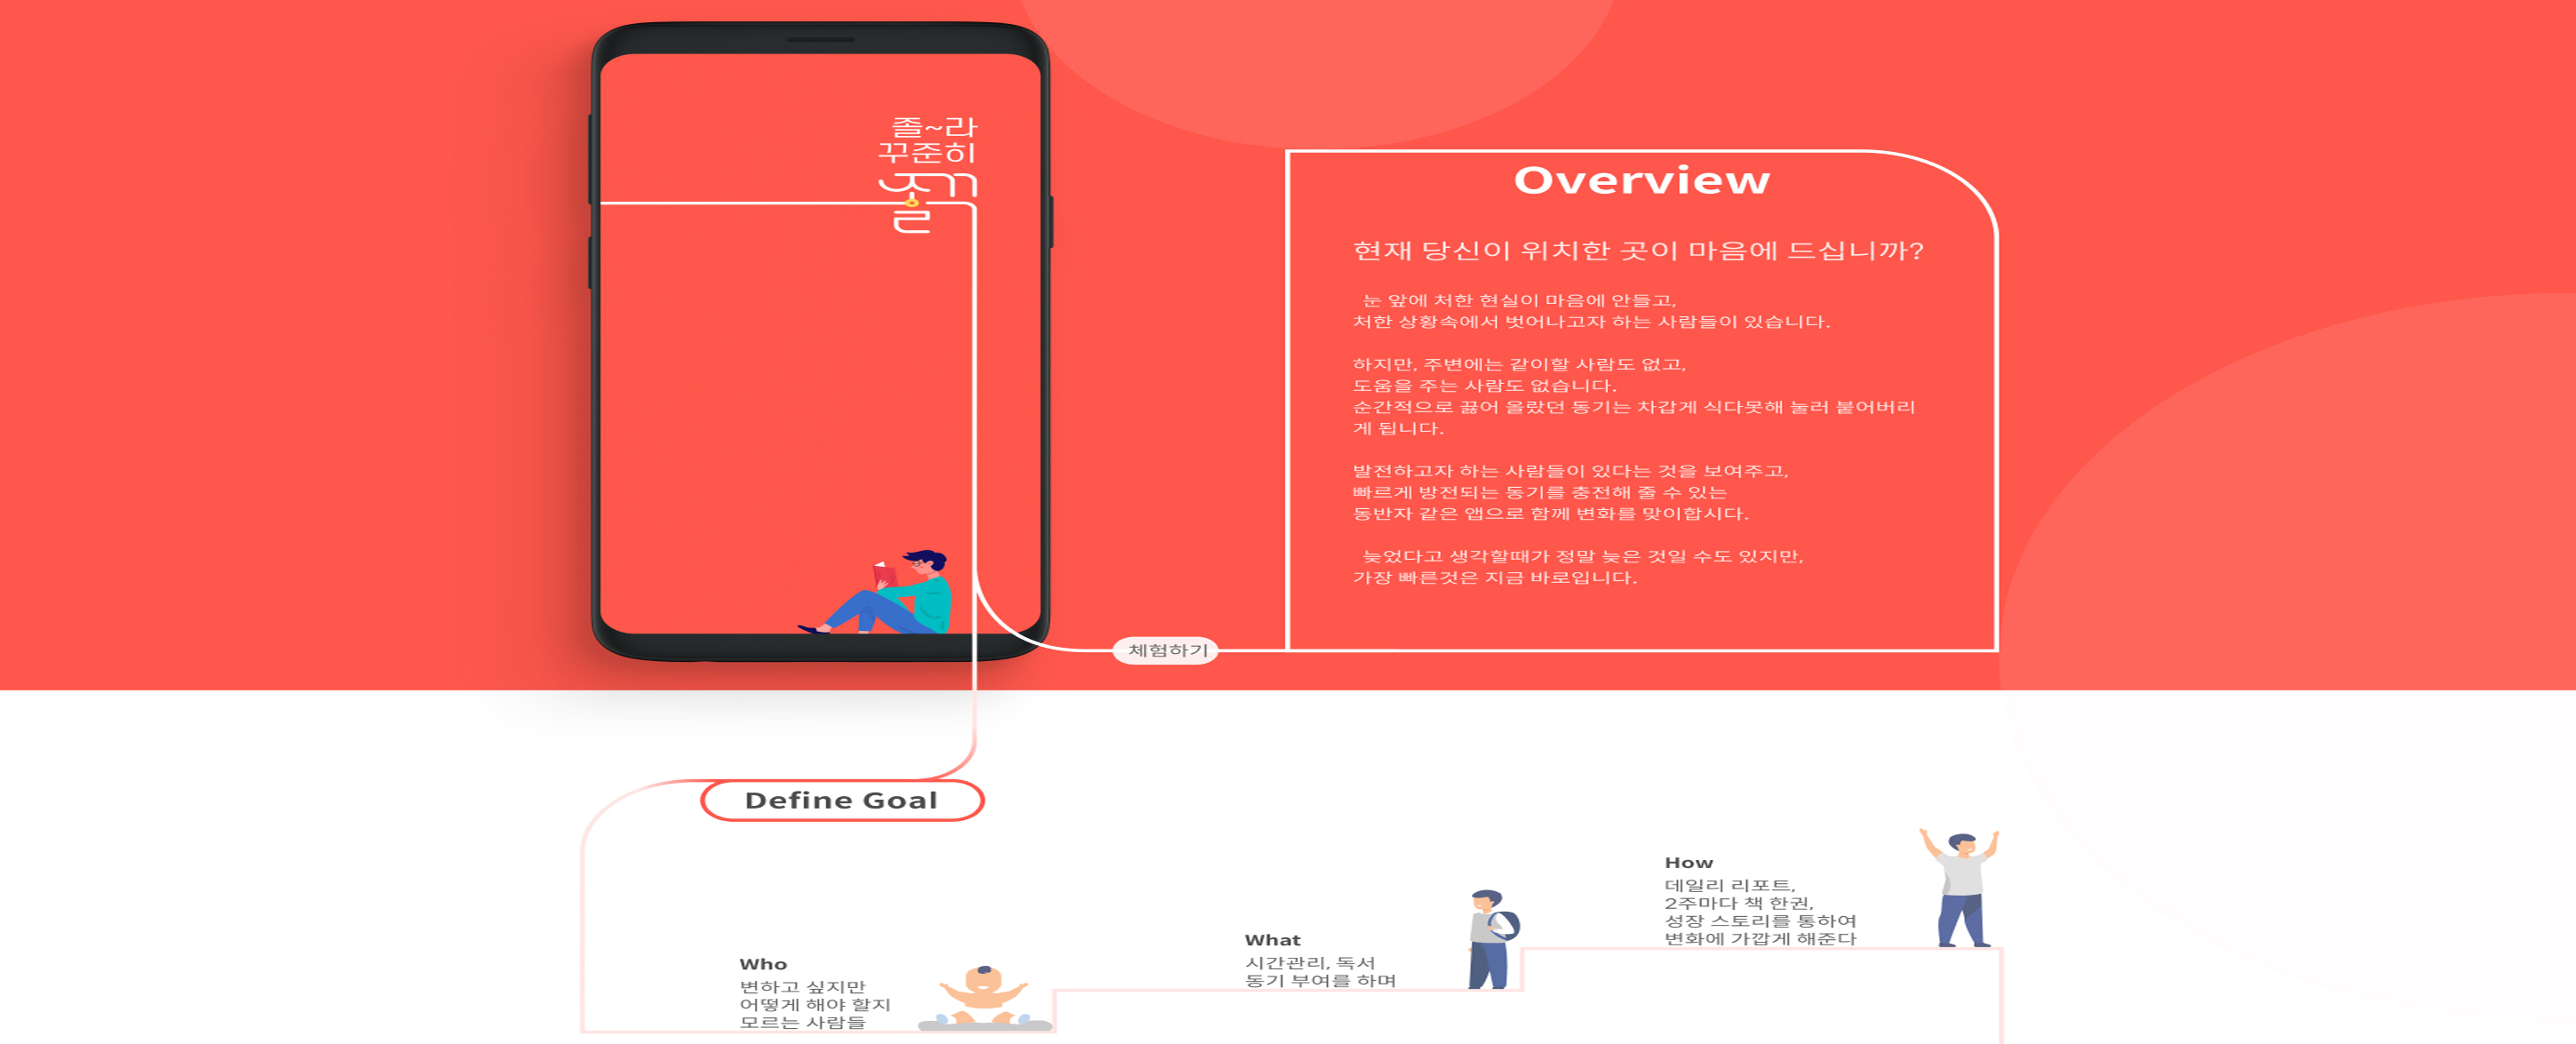 졸~라
꾸준히
졸꾸
Overview
현재 당신이 위치한 곳이 마음에 드십니까?
눈 앞에 처한 현실이 마음에 안들고,
처한 상황속에서 벗어나고자 하는 사람들이 있습니다.
하지만, 주변에는 같이할 사람도 없고,
도움을 주는 사람도 없습니다.
순간적으로 끓어 올랐던 동기는 차갑게 식다못해 눌러 붙어버리
게 됩니다.
발전하고자 하는 사람들이 있다는 것을 보여주고,
빠르게 방전되는 동기를 충전해 줄 수 있는
동반자 같은 앱으로 함께 변화를 맞이합시다.
늦었다고 생각할때가 정말 늦은 것일 수도 있지만,
가장 빠른것은 지금 바로입니다.
체험하기
Define Goal
How
데일리 리포트,
2주마다 책 한권,
성장 스토리를 통하여
변화에 가깝게 해준다
What
시간관리, 독서
동기 부여를 하며
Who
변하고 싶지만
어떻게 해야 할지
모르는 사람들